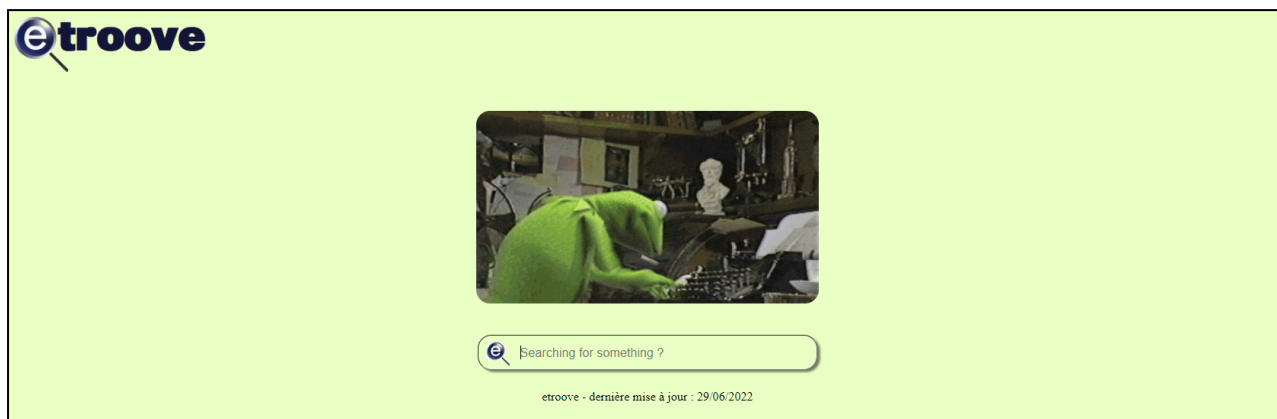 etroove
Searching for something ?
etroove - dernière mise à jour : 29/06/2022